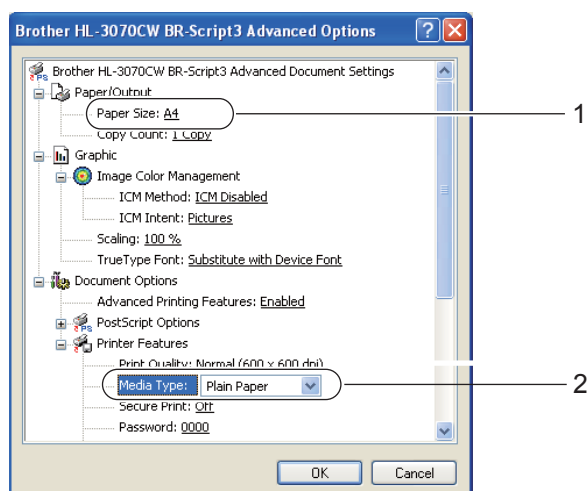 Brother HL-3070CW BR-Script3 Advanced Options
Brother HL-3070CW BR-Script3 Advanced Document Settings
Paper/Output
Paper Size: A4
1
Copy Count: 1 Copy
Graphic
Image Color Management
ICM Method: ICM Disabled
ICM Intent: Pictures
Scaling: 100 %
TrueType Font: Substitute with Device Font
Document Options
Advanced Printing Features: Enabled
PostScript Options
Printer Features
Print Quality: Normal (600 x 600 dpi)
Media Type: Plain Paper
2
Secure Print: Off
Password: 0000
OK Cancel